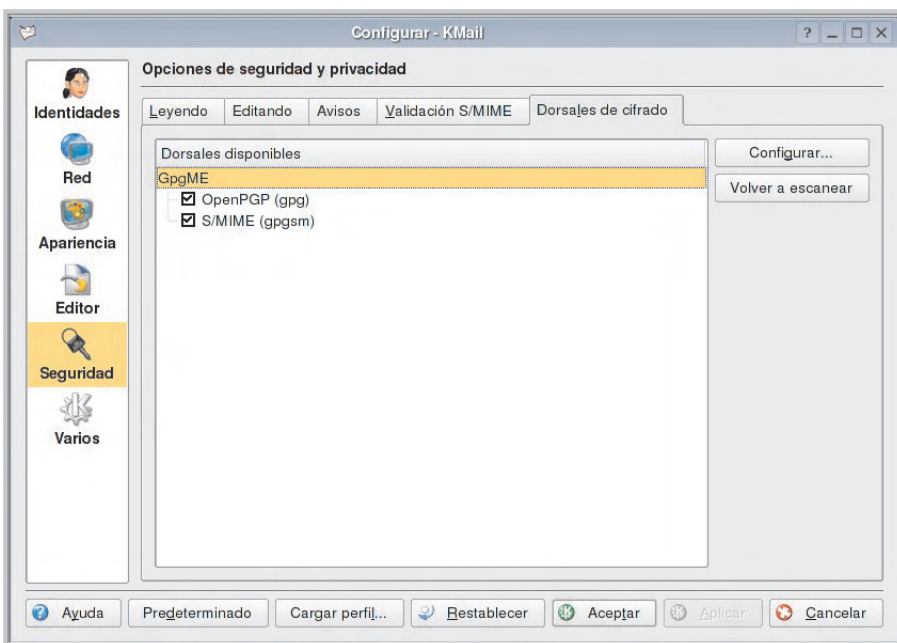 Configurar - KMail
Identidades
Red
Apariencia
Editor
Seguridad
Varios
Opciones de seguridad y privacidad
Leyendo Editando Avisos Validación S/MIME Dorsales de cifrado
Dorsales disponibles
GpgME
OpenPGP (gpg)
S/MIME (gpgsm)
Configurar...
Volver a escanear
Ayuda Predeterminado Cargar perfil... Restablecer Aceptar Aplicar Cancelar